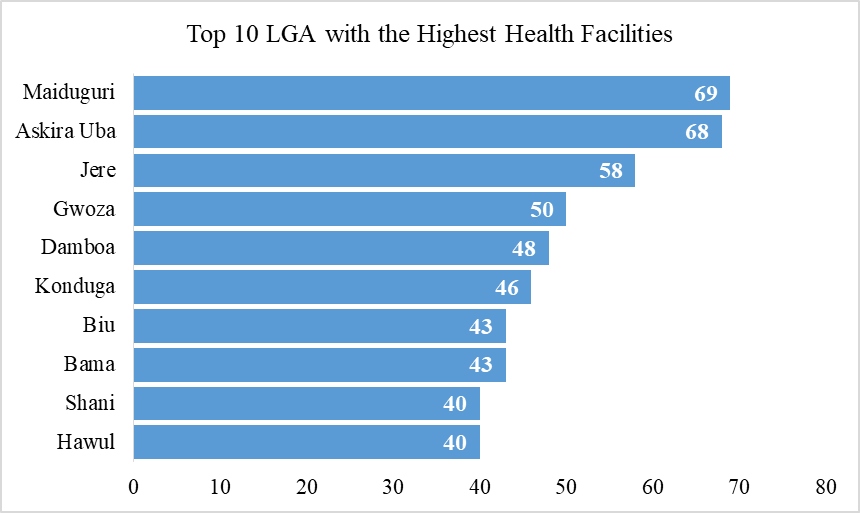 Top 10 LGA with the Highest Health Facilities
Maiduguri 69
Askira Uba 68
Jere 58
Gwoza 50
Damboa 48
Konduga 46
Biu 43
Bama 43
Shani 40
Hawul 40
0 10 20 30 40 50 60 70 80